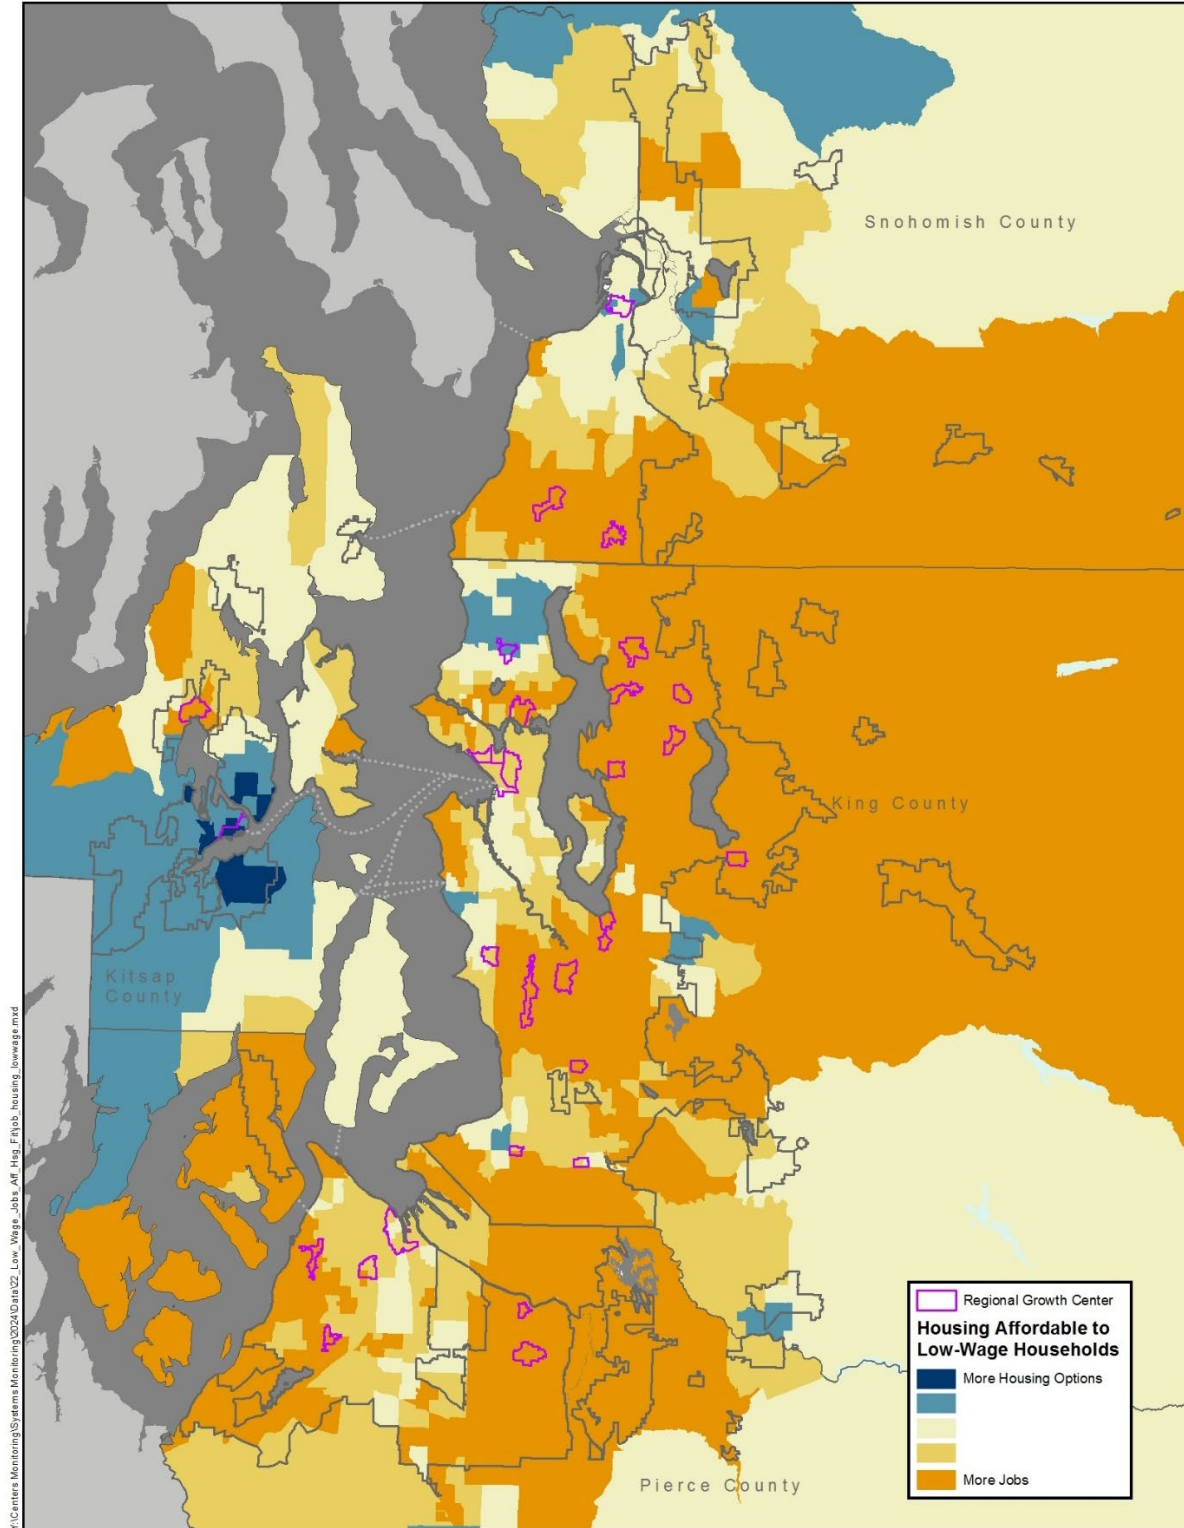 Snohomish County
King County
Kitsap
County
Pierce County
Regional Growth Center
Housing Affordable to
Low-Wage Households
More Housing Options
More Jobs